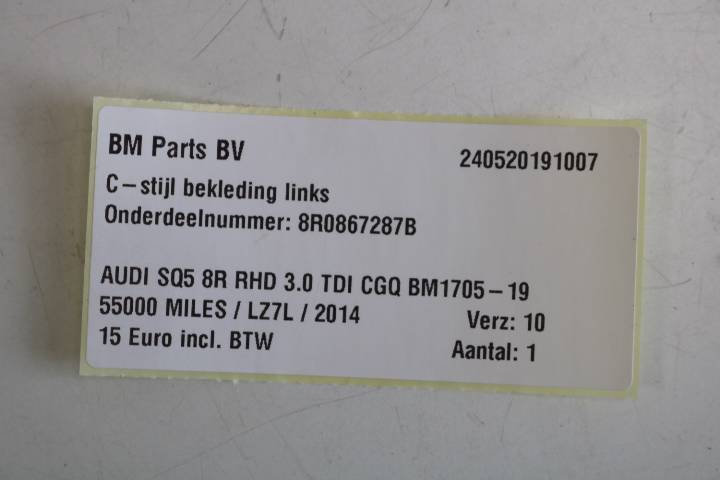 BM Parts BV 240520191007
C-stijl bekleding links
Onderdeelnummer: 8R0867287B
AUDI SQ5 8R RHD 3.0 TDI CGQ BM1705-19
55000 MILES / LZ7L / 2014 Verz: 10
15 Euro incl. BTW Aantal: 1